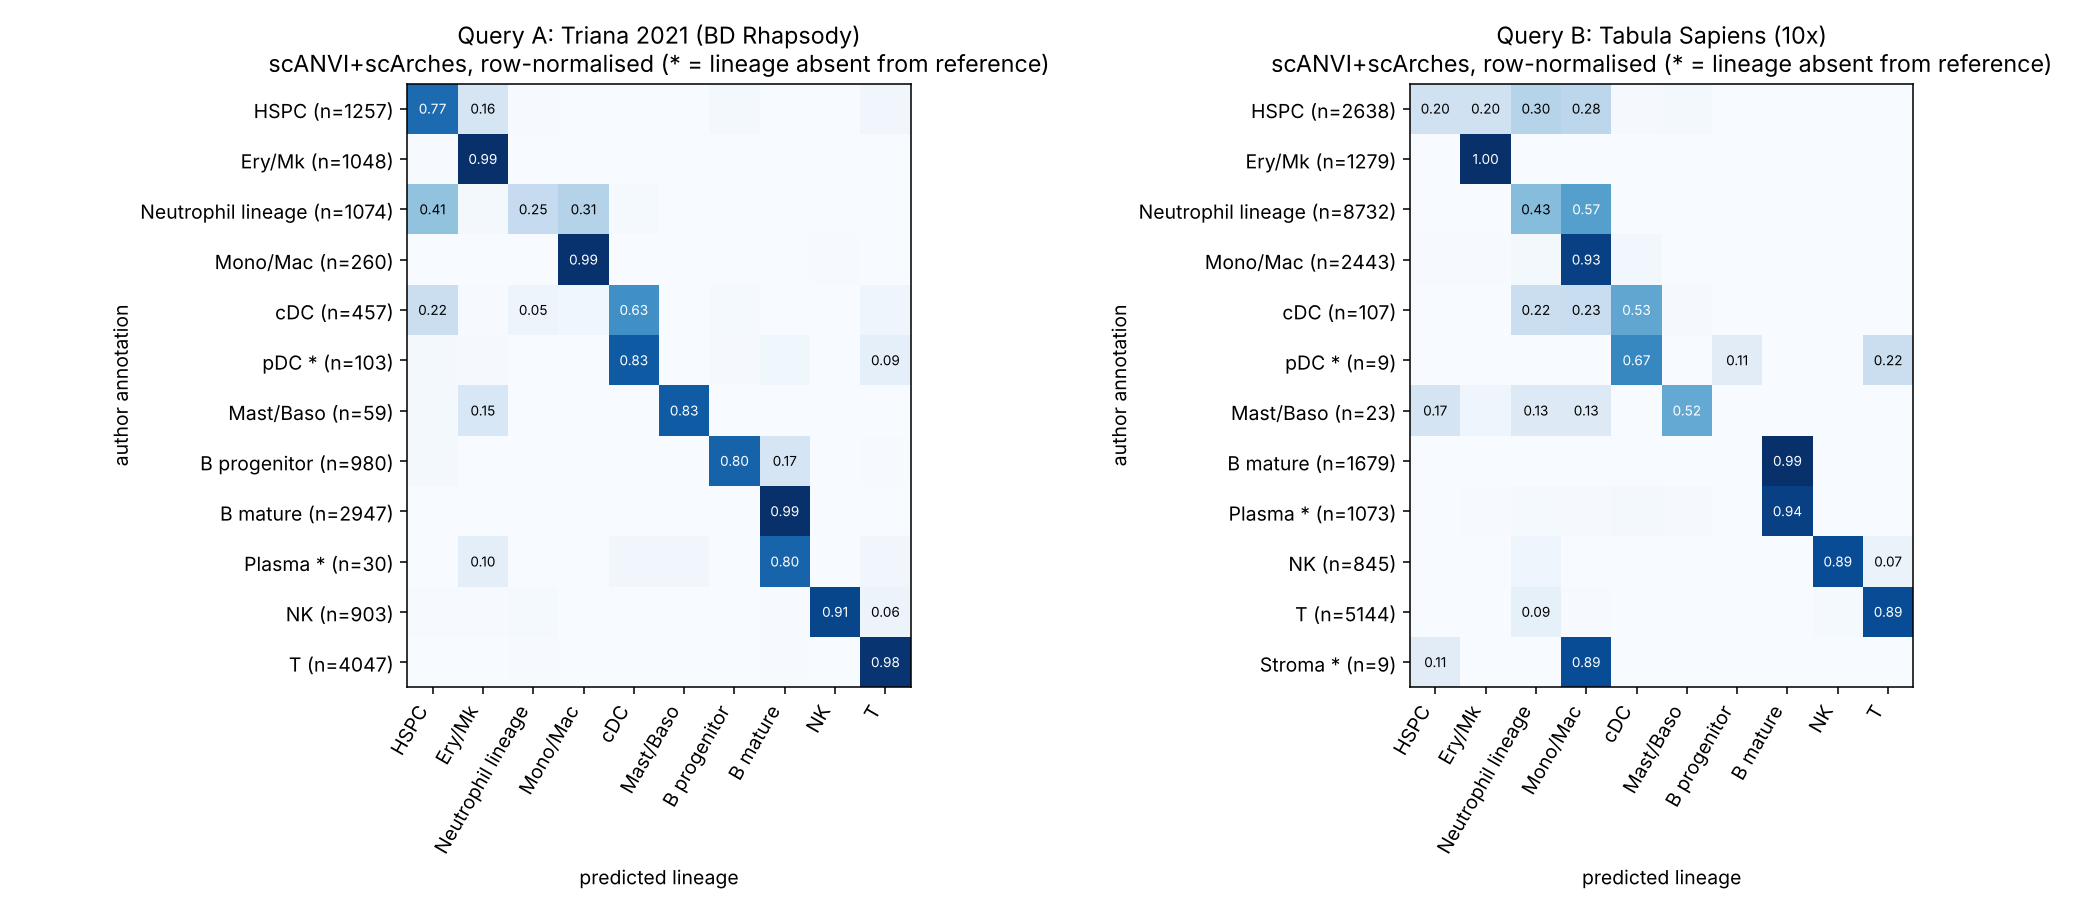 Query A: Triana 2021 (BD Rhapsody)
scANVI+scArches, row-normalised (* = lineage absent from reference)
author annotation
HSPC (n=1257) 0.77 0.16
Ery/Mk (n=1048) 0.99
Neutrophil lineage (n=1074) 0.41 0.25 0.31
Mono/Mac (n=260) 0.99
cDC (n=457) 0.22 0.05 0.63
pDC * (n=103) 0.83 0.09
Mast/Baso (n=59) 0.15 0.83
B progenitor (n=980) 0.80 0.17
B mature (n=2947) 0.99
Plasma * (n=30) 0.10 0.80
NK (n=903) 0.91 0.06
T (n=4047) 0.98
HSPC Ery/Mk Neutrophil lineage Mono/Mac cDC Mast/Baso B progenitor B mature NK T
predicted lineage
Query B: Tabula Sapiens (10x)
scANVI+scArches, row-normalised (* = lineage absent from reference)
author annotation
HSPC (n=2638) 0.20 0.20 0.30 0.28
Ery/Mk (n=1279) 1.00
Neutrophil lineage (n=8732) 0.43 0.57
Mono/Mac (n=2443) 0.93
cDC (n=107) 0.22 0.23 0.53
pDC * (n=9) 0.67 0.11 0.22
Mast/Baso (n=23) 0.17 0.13 0.13 0.52
B mature (n=1679) 0.99
Plasma * (n=1073) 0.94
NK (n=845) 0.89 0.07
T (n=5144) 0.09 0.89
Stroma * (n=9) 0.11 0.89
HSPC Ery/Mk Neutrophil lineage Mono/Mac cDC Mast/Baso B progenitor B mature NK T
predicted lineage